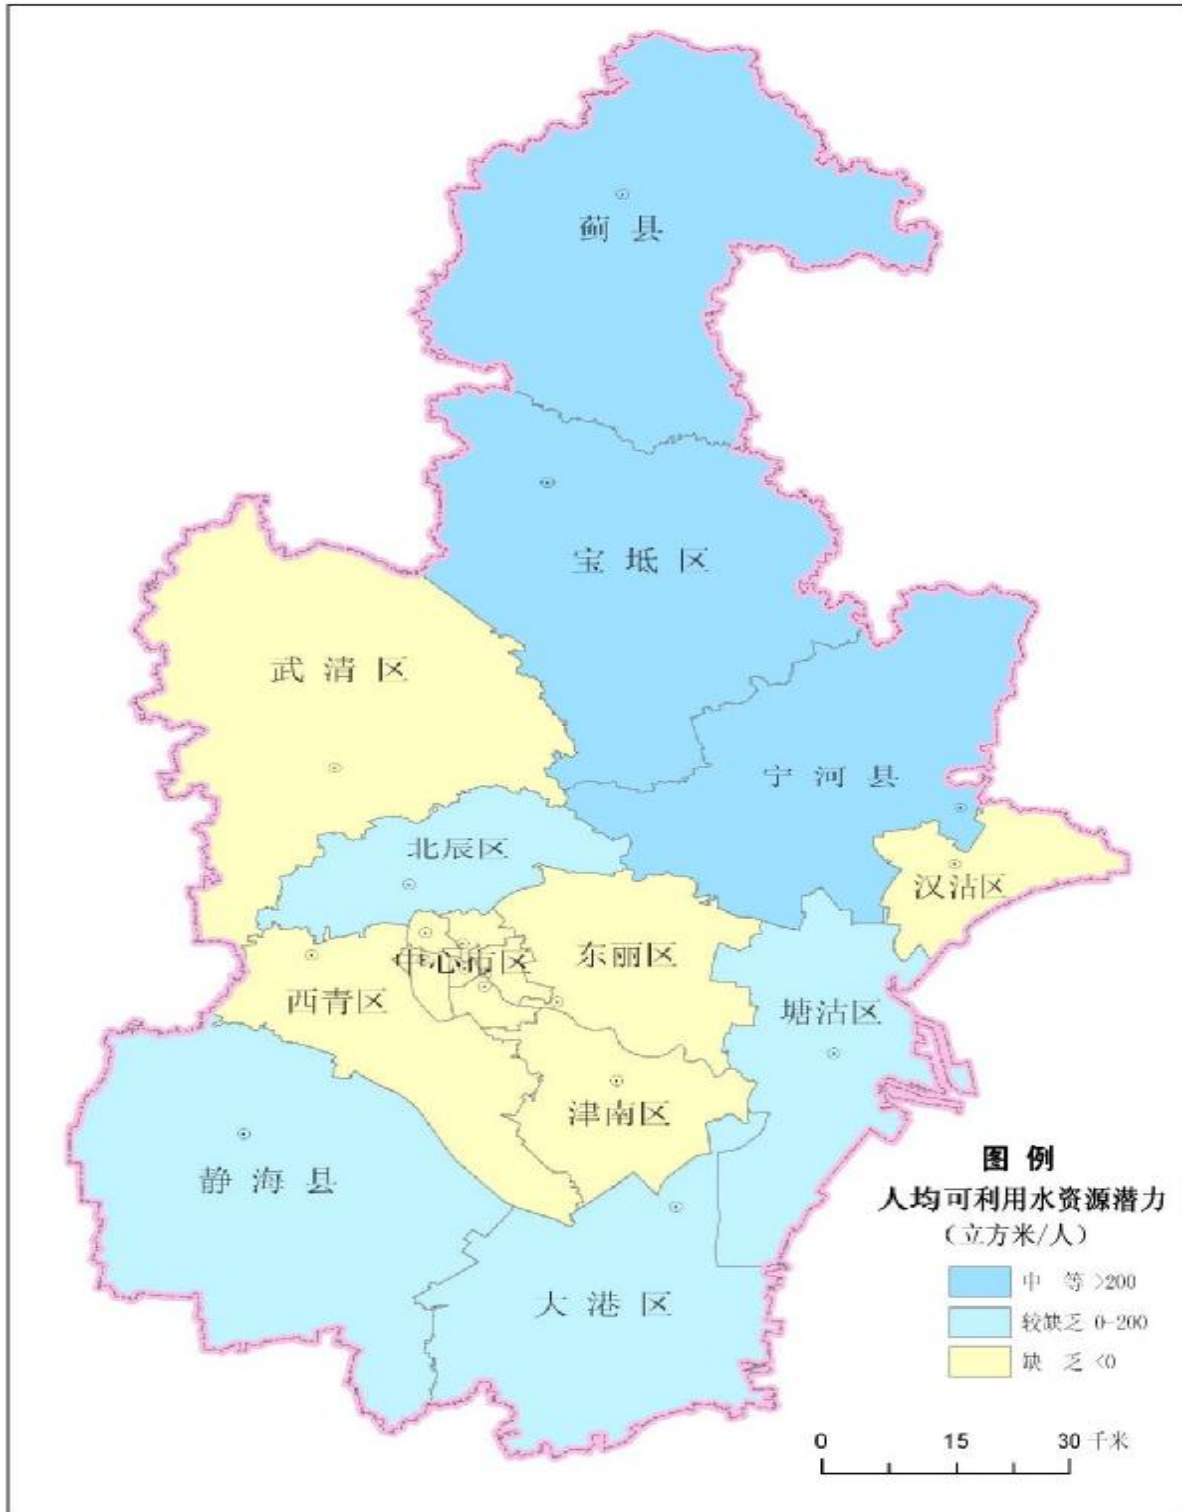 蓟 县
宝 坻 区
武 清 区
宁 河 县
北辰区
汉沽区
中心市区
东丽区
西青区
塘沽区
津南区
静 海 县
大 港 区
图 例
人均可利用水资源潜力
(立方米/人)
中 等 >200
较缺乏 0-200
缺 乏 <0
0 15 30 千米